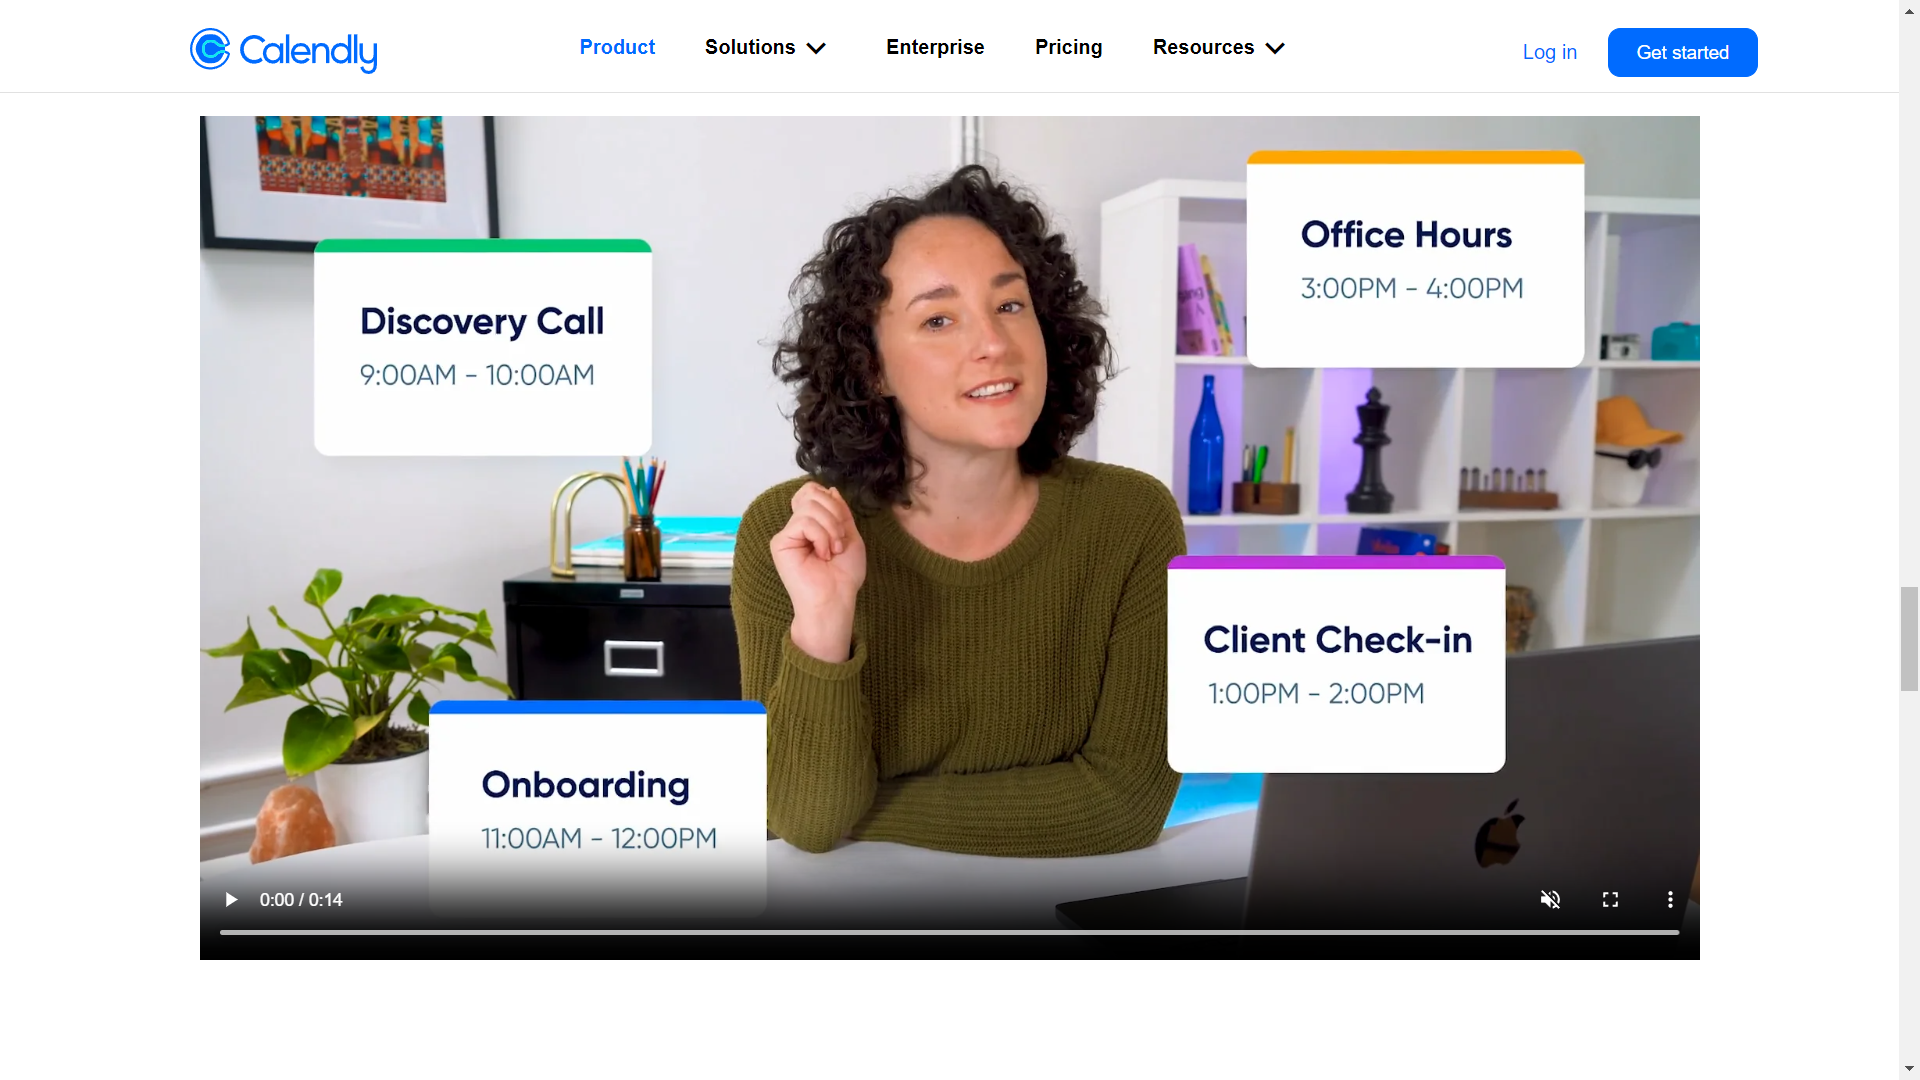 Calendly
Product
Solutions
Enterprise
Pricing
Resources
Log in
Get started
Office Hours
3:00PM - 4:00PM
Discovery Call
9:00AM - 10:00AM
Client Check-in
1:00PM - 2:00PM
Onboarding
11:00AM - 12:00PM
0:00 / 0:14